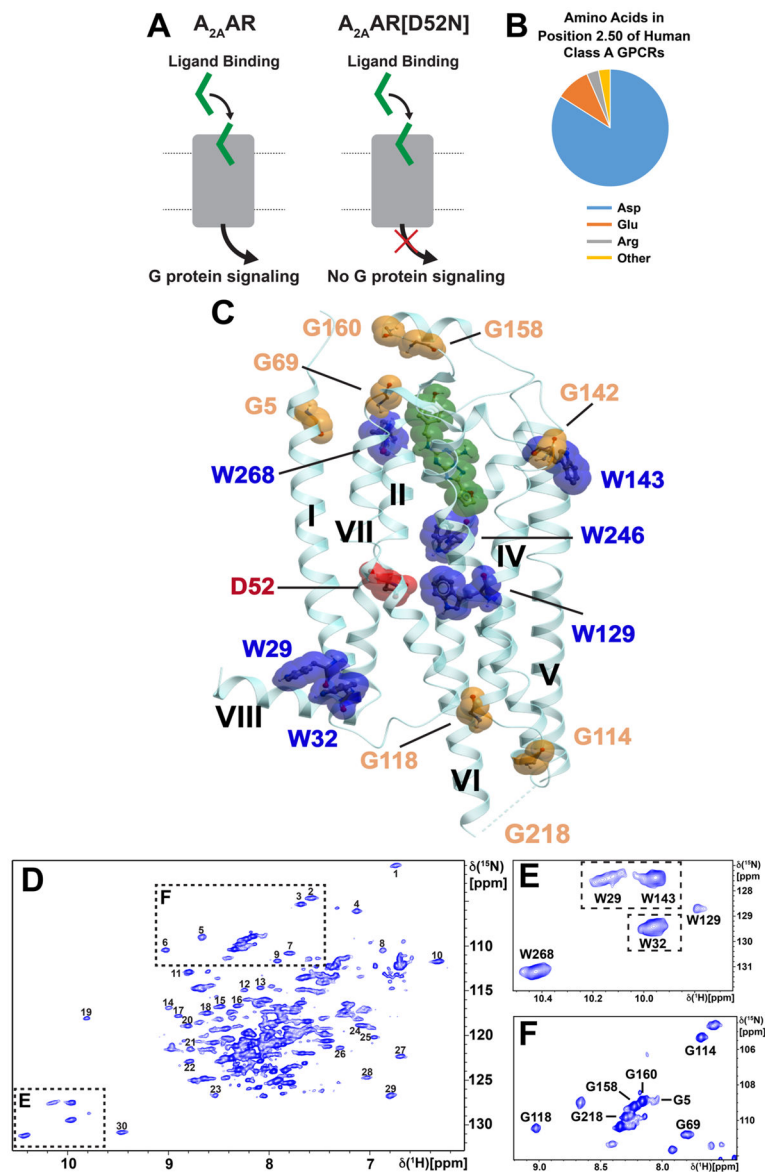 A
A2AAR
A2AAR[D52N]
Ligand Binding
Ligand Binding
G protein signaling
No G protein signaling
B
Amino Acids in
Position 2.50 of Human
Class A GPCRs
Asp
Glu
Arg
Other
C
G160
G158
G69
G5
G142
W268
W143
I
II
VII
IV
W246
D52
W129
W29
V
VIII
W32
G118
G114
VI
G218
D
δ(15N)
[ppm]
F
1
2
3
4
5
6
7
8
9
10
11
12
13
14
15
16
17
18
19
20
21
22
23
24
25
26
27
28
29
30
E
110
115
120
125
130
10
9
8
7
δ(1H)[ppm]
E
δ(15N)
[ppm]
W29
W143
W129
W32
W268
128
129
130
131
10.4
10.2
10.0
δ(1H)[ppm]
F
δ(15N)
[ppm]
G114
106
G160
G158
G5
108
G218
G118
G69
110
9.0
8.5
8.0
δ(1H)[ppm]